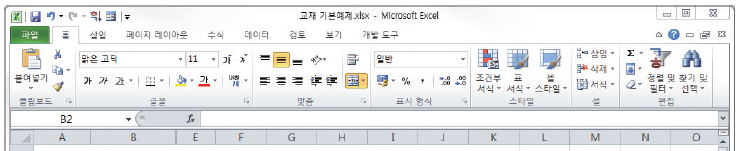 교재 기본예제.xlsx - Microsoft Excel
파일 홈 삽입 페이지 레이아웃 수식 데이터 검토 보기 개발 도구
맑은 고딕 11 가 가 일반 조건부 표 셀 삽입 Σ 정렬 및 찾기 및
붙여넣기 가 가 가 가 % , .0 .00 서식 서식 스타일 삭제 필터 선택
서식
클립보드 글꼴 맞춤 표시 형식 스타일 셀 편집
B2 fx
A B E F G H I J K L M N O